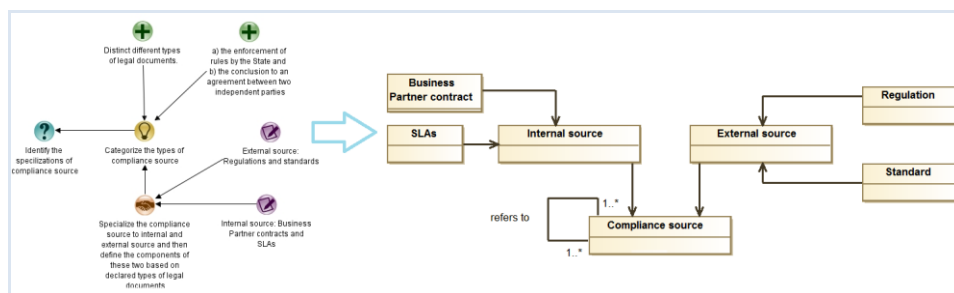 Distinct different types of
legal documents.
a) the enforcement of
rules by the State and
b) the conclusion to an
agreement between two
independent parties
Identify the
specilizations of
compliance source
Categorize the types of
compliance source
External source:
Regulations and standards
Specialize the compliance
source to internal and
external source and then
define the components of
these two based on
declared types of legal
documents
Internal source: Business
Partner contracts and
SLAs
Business
Partner contract
SLAs
Internal source
External source
Regulation
Standard
refers to
1..*
1..*
Compliance source